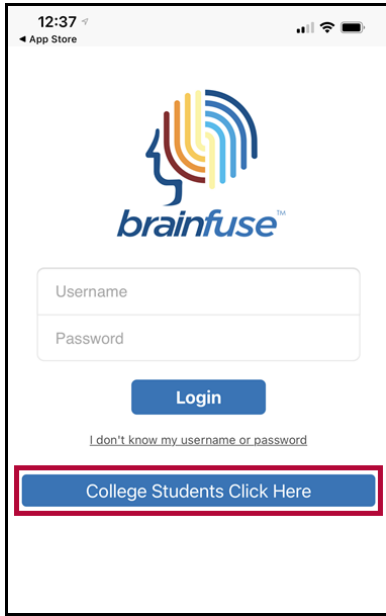 12:37
◀ App Store
brainfuse™
Username
Password
Login
I don't know my username or password
College Students Click Here